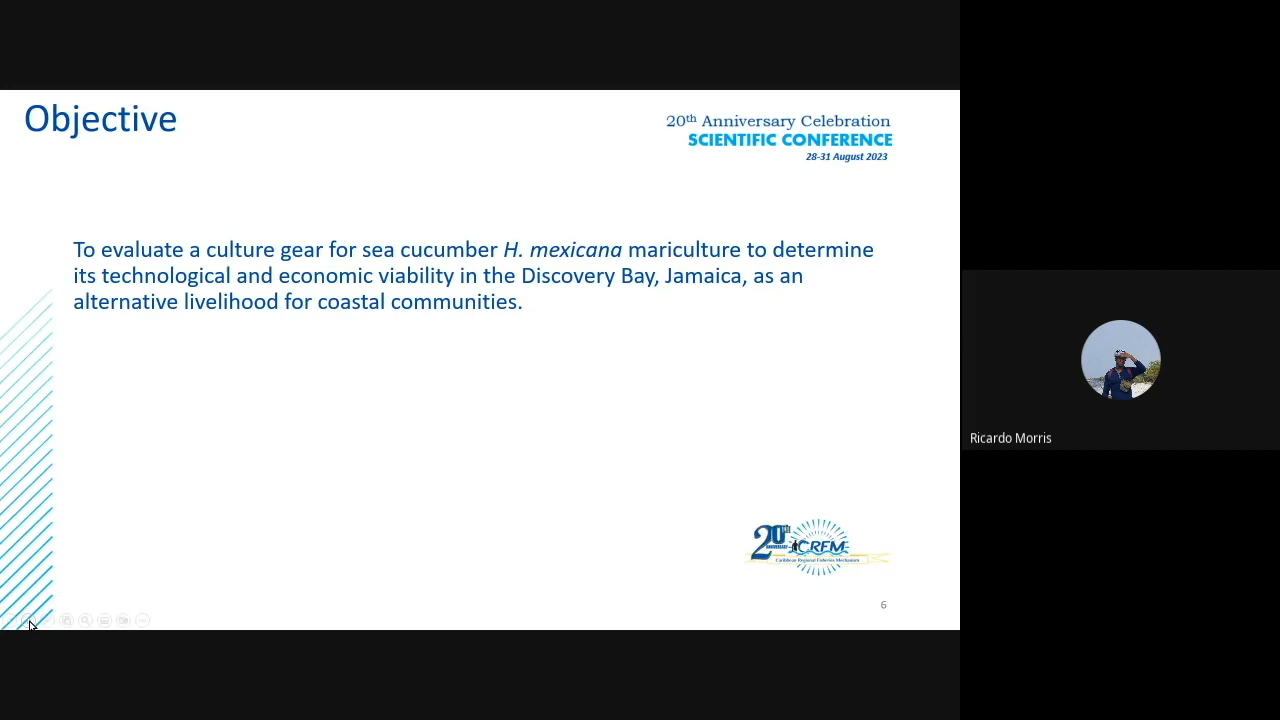 Objective
20th Anniversary Celebration
SCIENTIFIC CONFERENCE
28-31 August 2023
To evaluate a culture gear for sea cucumber H. mexicana mariculture to determine
its technological and economic viability in the Discovery Bay, Jamaica, as an
alternative livelihood for coastal communities.
Ricardo Morris
20th
ANNIVERSARY
CRFM
Caribbean Regional Fisheries Mechanism
6